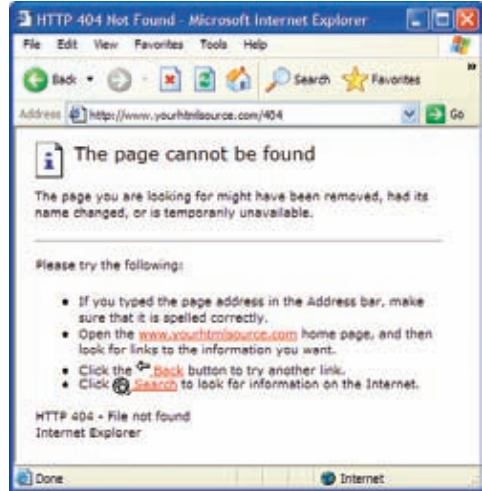 HTTP 404 Not Found - Microsoft Internet Explorer
File Edit View Favorites Tools Help
Back Search Favorites
Address http://www.yourhtmlsource.com/404 Go
The page cannot be found
The page you are looking for might have been removed, had its
name changed, or is temporarily unavailable.
Please try the following:
• If you typed the page address in the Address bar, make
sure that it is spelled correctly.
• Open the www.yourhtmlsource.com home page, and then
look for links to the information you want.
• Click the Back button to try another link.
• Click Search to look for information on the Internet.
HTTP 404 - File not found
Internet Explorer
Done Internet